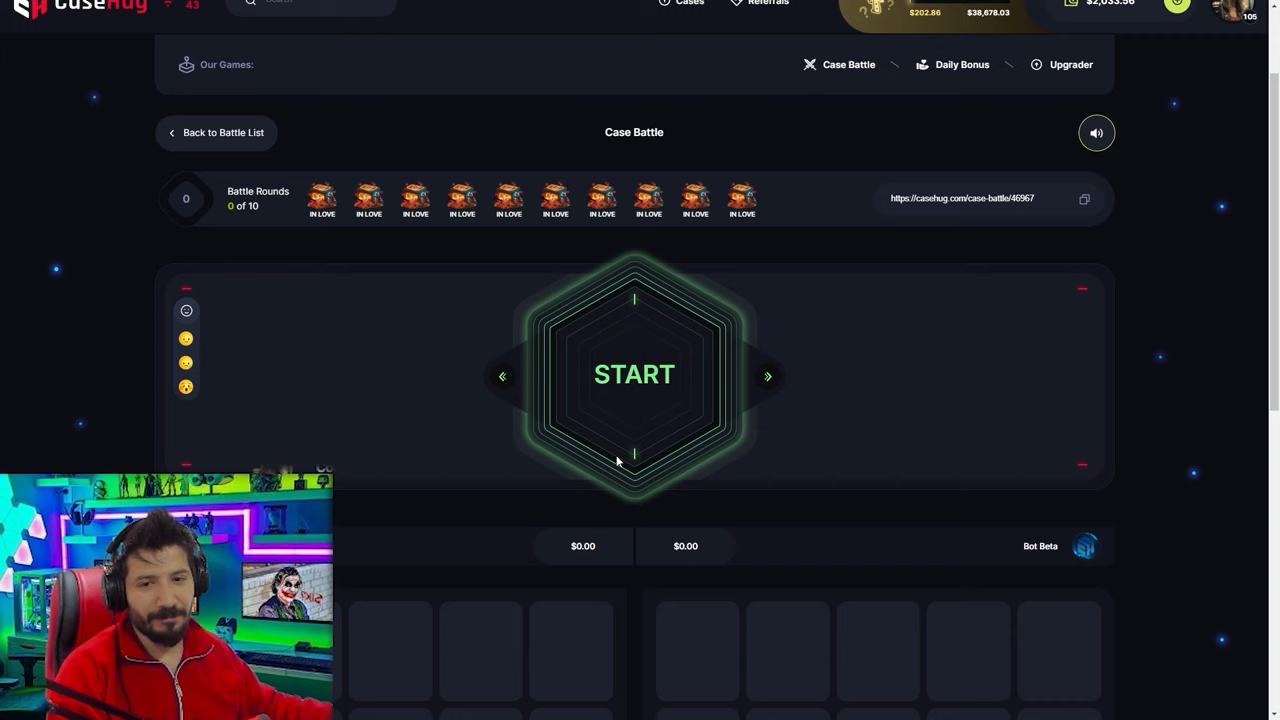 CaseHug
43
Search
Cases
Referrals
$202.86
$38,678.03
$2,033.56
105
Our Games:
Case Battle
Daily Bonus
Upgrader
Back to Battle List
Case Battle
0
Battle Rounds
0 of 10
IN LOVE
IN LOVE
IN LOVE
IN LOVE
IN LOVE
IN LOVE
IN LOVE
IN LOVE
IN LOVE
IN LOVE
https://casehug.com/case-battle/46967
START
$0.00
$0.00
Bot Beta